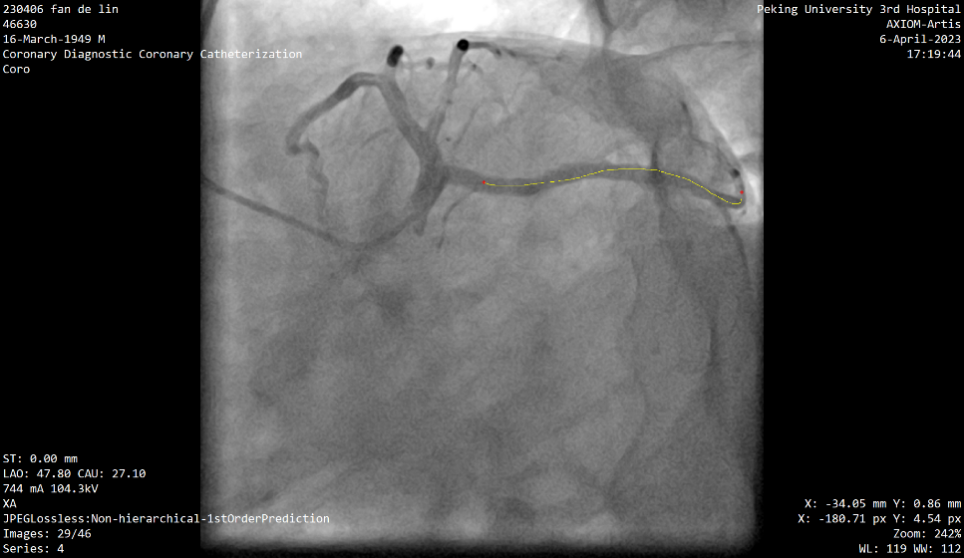 230406 fan de lin
46630
16-March-1949 M
Coronary Diagnostic Coronary Catheterization
Coro
Peking University 3rd Hospital
AXIOM-Artis
6-April-2023
17:19:44
ST: 0.00 mm
LAO: 47.80 CAU: 27.10
744 mA 104.3kV
XA
JPEGLossless:Non-hierarchical-1stOrderPrediction
Images: 29/46
Series: 4
X: -34.05 mm Y: 0.86 mm
X: -180.71 px Y: 4.54 px
Zoom: 242%
WL: 119 WW: 112